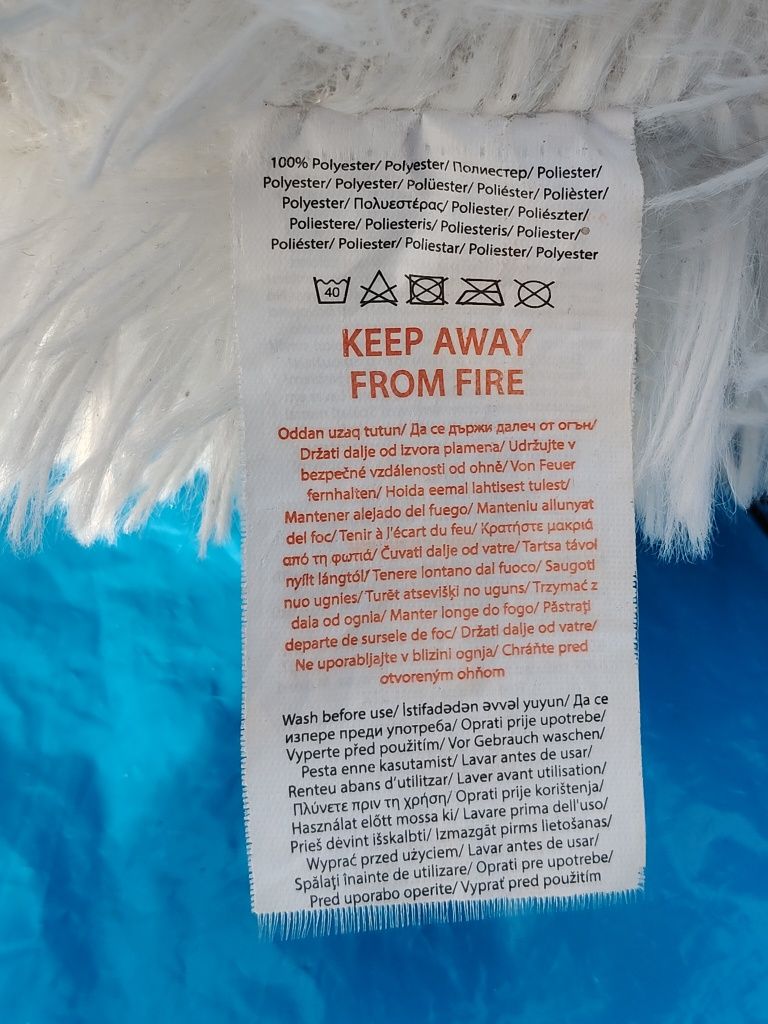 100% Polyester/ Polyester/ Полиестер/ Poliester/
Polyester/ Polyester/ Polüester/ Poliéster/ Polièster/
Polyester/ Πολυεστέρας/ Poliester/ Poliészter/
Poliestere/ Poliesteris/ Poliesteris/ Poliester/
Poliéster/ Poliester/ Poliestar/ Poliester/ Polyester
40
KEEP AWAY
FROM FIRE
Oddan uzaq tutun/ Да се държи далеч от огън/
Držati dalje od izvora plamena/ Udržujte v
bezpečné vzdálenosti od ohně/ Von Feuer
fernhalten/ Hoida eemal lahtisest tulest/
Mantener alejado del fuego/ Manteniu allunyat
del foc/ Tenir à l'écart du feu/ Κρατήστε μακριά
από τη φωτιά/ Čuvati dalje od vatre/ Tartsa távol
nyílt lángtól/ Tenere lontano dal fuoco/ Saugoti
nuo ugnies/ Turēt atsevišķi no uguns/ Trzymać z
dala od ognia/ Manter longe do fogo/ Păstraţi
departe de sursele de foc/ Držati dalje od vatre/
Ne uporabljajte v blizini ognja/ Chráňte pred
otvoreným ohňom
Wash before use/ İstifadədən əvvəl yuyun/ Да се
изпере преди употреба/ Oprati prije upotrebe/
Vyperte před použitím/ Vor Gebrauch waschen/
Pesta enne kasutamist/ Lavar antes de usar/
Renteu abans d'utilitzar/ Laver avant utilisation/
Πλύνετε πριν τη χρήση/ Oprati prije korištenja/
Használat előtt mossa ki/ Lavare prima dell'uso/
Prieš dėvint išskalbti/ Izmazgāt pirms lietošanas/
Wyprać przed użyciem/ Lavar antes de usar/
Spălaţi înainte de utilizare/ Oprati pre upotrebe/
Pred uporabo operite/ Vyprať pred použitím